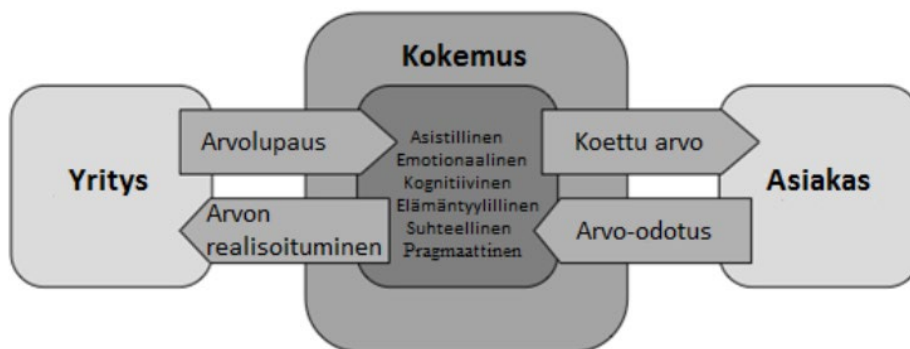 Kokemus
Yritys
Arvolupaus
Arvon
realisoituminen
Asistillinen
Emotionaalinen
Kognitiivinen
Elämäntyylillinen
Suhteellinen
Pragmaattinen
Koettu arvo
Arvo-odotus
Asiakas